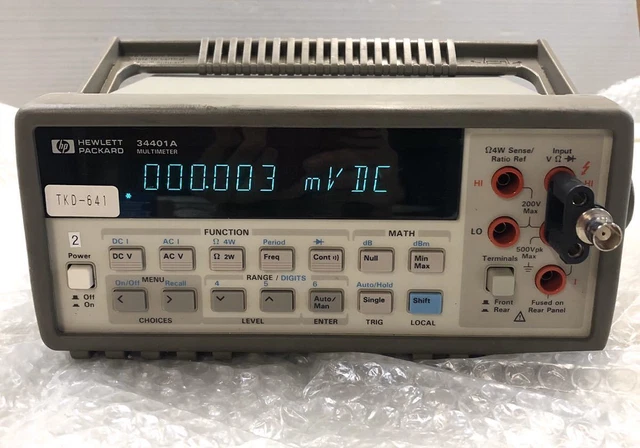 hp HEWLETT PACKARD
34401A
MULTIMETER
000.003 mVDC
TKD-641
2
Power
Off
On
FUNCTION
MATH
DC I
AC I
Ω 4W
Period
dB
dBm
DC V
AC V
Ω 2W
Freq
Cont
Null
Min Max
MENU
RANGE / DIGITS
On/Off
Recall
4
5
6
Auto/Hold
<
>
Auto/
Man
Single
Shift
CHOICES
LEVEL
ENTER
TRIG
LOCAL
Ω4W Sense/
Ratio Ref
Input
V Ω
HI
HI
200V
Max
LO
500Vpk
Max
Terminals
I
Front
Rear
Fused on
Rear Panel